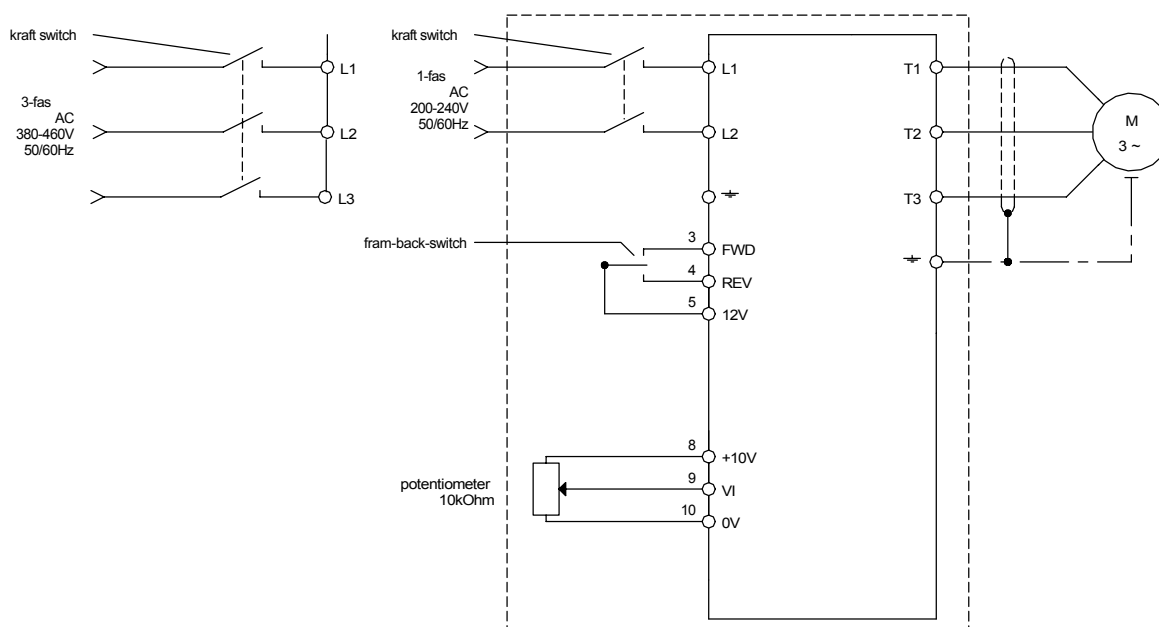 kraft switch
L1
3-fas
AC
380-460V
50/60Hz
L2
L3
kraft switch
1-fas
AC
200-240V
50/60Hz
L1
L2
fram-back-switch
3
FWD
4
REV
5
12V
potentiometer
10kOhm
8
+10V
9
VI
10
0V
T1
T2
T3
M
3 ~